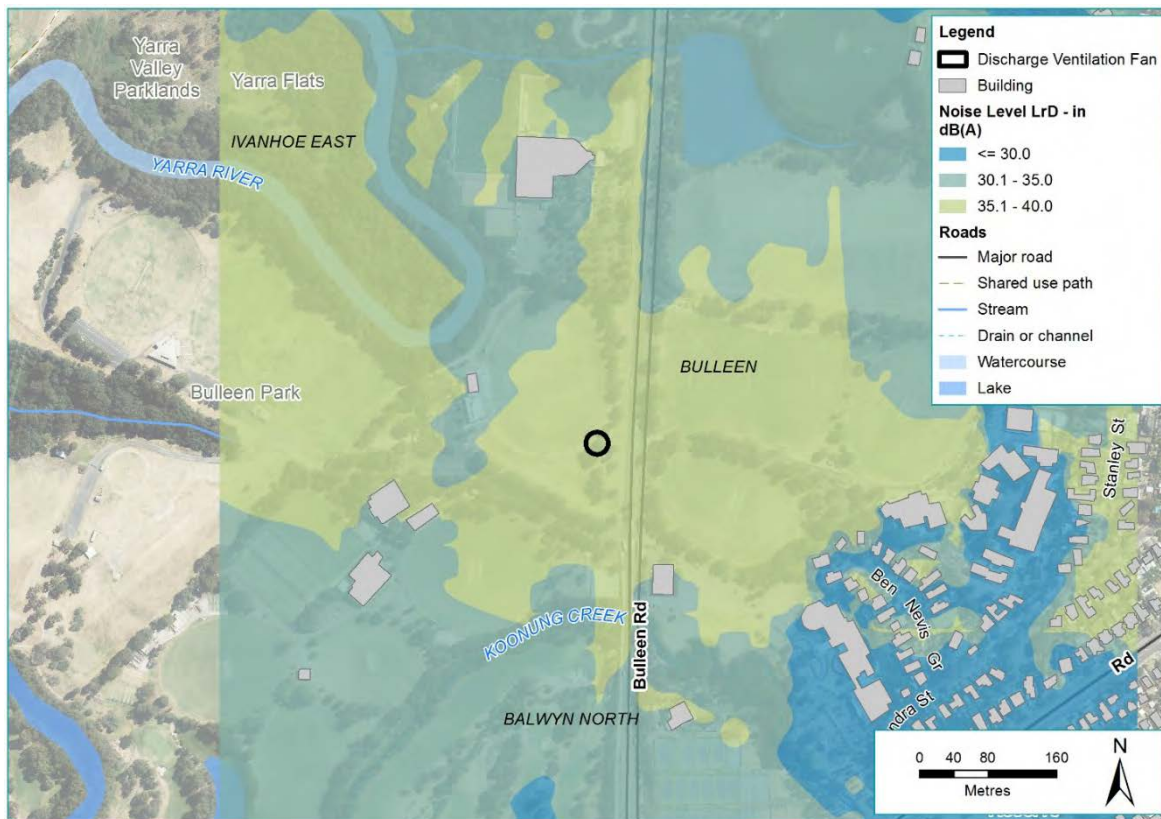 Yarra
Valley
Parklands
Yarra Flats
IVANHOE EAST
YARRA RIVER
Bulleen Park
BULLEEN
KOONUNG CREEK
Bulleen Rd
BALWYN NORTH
Stanley St
Ben
Nevis
Gr
ndra St
Rd
Legend
Discharge Ventilation Fan
Building
Noise Level LrD - in
dB(A)
<= 30.0
30.1 - 35.0
35.1 - 40.0
Roads
Major road
Shared use path
Stream
Drain or channel
Watercourse
Lake
0 40 80 160
Metres
N